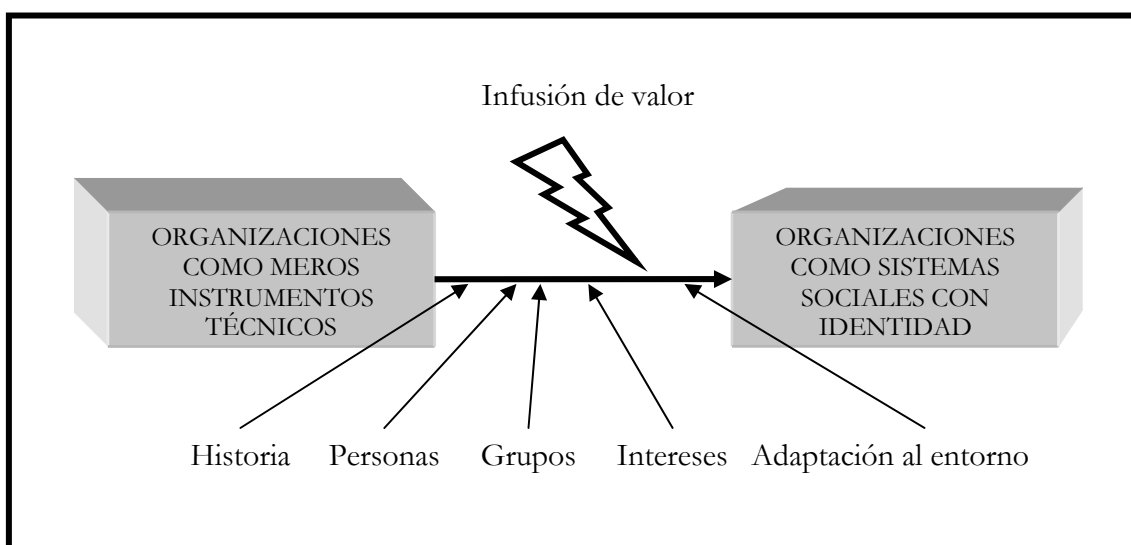 Infusión de valor
ORGANIZACIONES
COMO MEROS
INSTRUMENTOS
TÉCNICOS
ORGANIZACIONES
COMO SISTEMAS
SOCIALES CON
IDENTIDAD
Historia Personas Grupos Intereses Adaptación al entorno